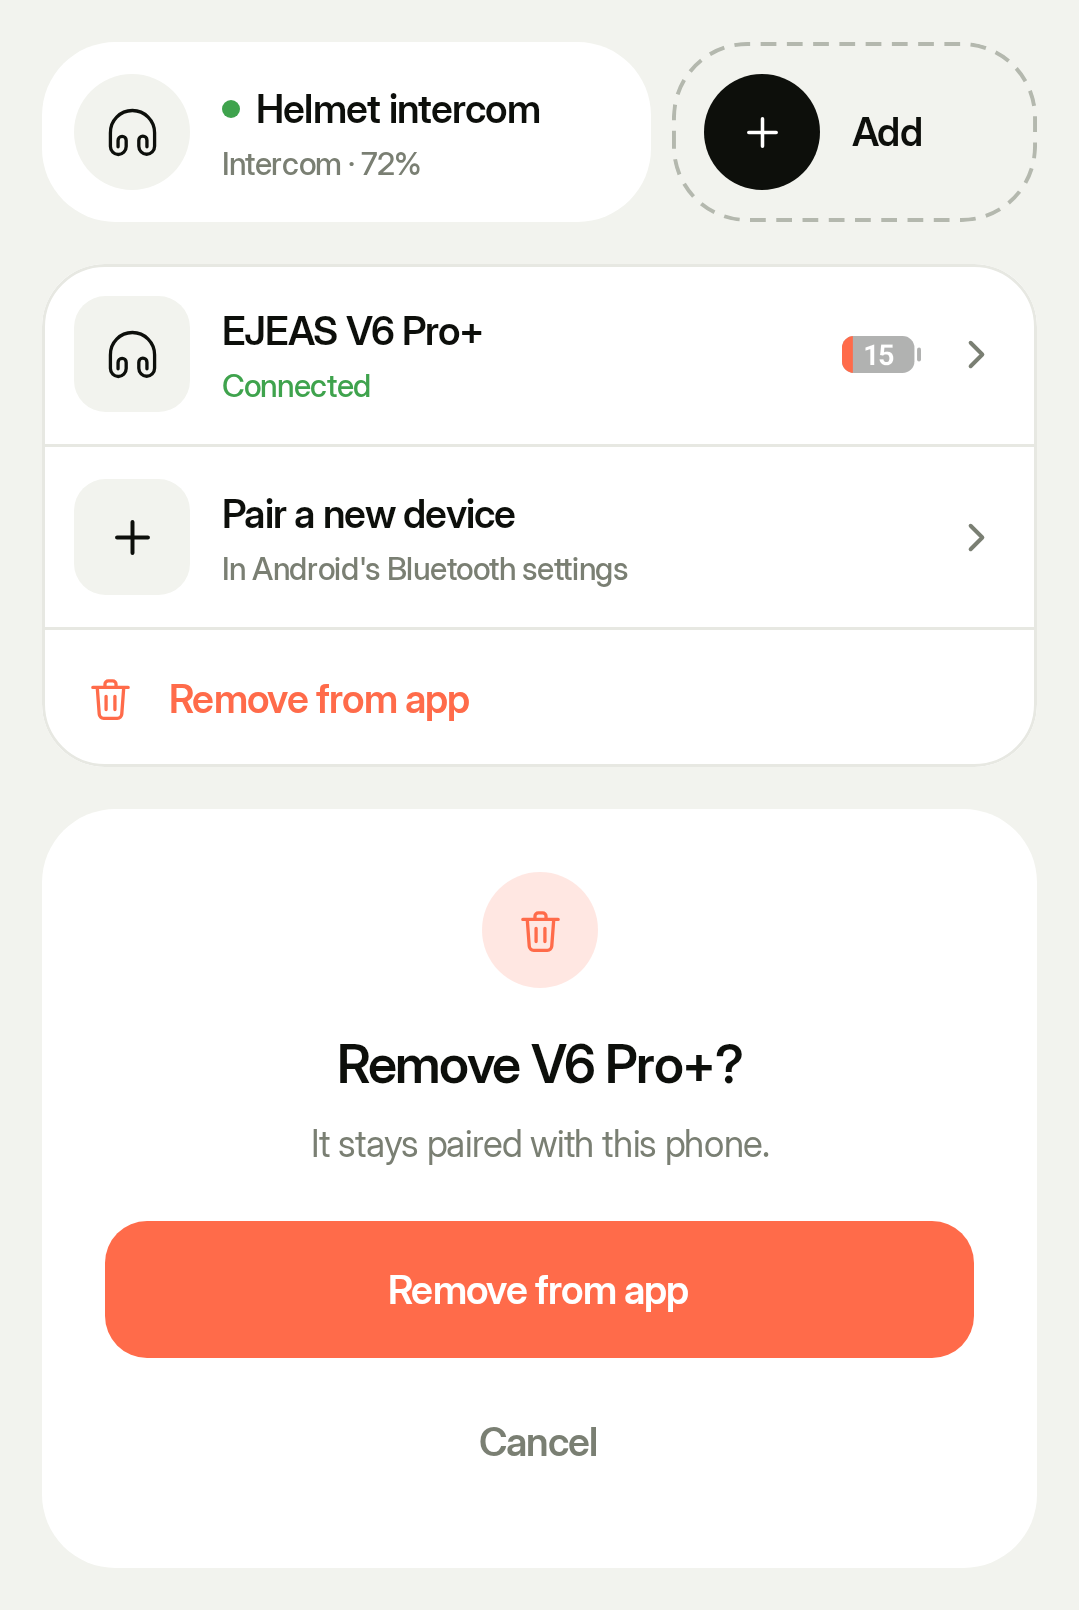 Helmet intercom
Intercom · 72%
Add
EJEAS V6 Pro+
Connected
15
Pair a new device
In Android's Bluetooth settings
Remove from app
Remove V6 Pro+?
It stays paired with this phone.
Remove from app
Cancel